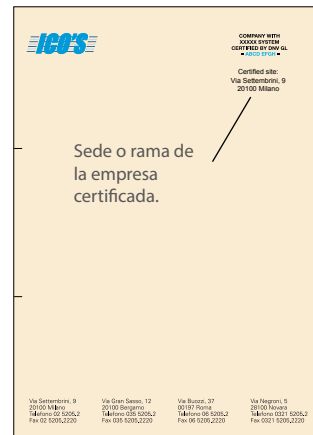 ICO'S
COMPANY WITH
XXXXX SYSTEM
CERTIFIED BY DNV GL
ABCD EFGH
Certified site:
Via Settembrini, 9
20100 Milano
Sede o rama de
la empresa
certificada.
Via Settembrini, 9
20100 Milano
Telefono 02 5205.2
Fax 02 5205.2220
Via Gran Sasso, 12
20100 Bergamo
Telefono 035 5205.2
Fax 035 5205.2220
Via Buozzi, 37
00197 Roma
Telefono 06 5205.2
Fax 06 5205.2220
Via Negroni, 5
28100 Novara
Telefono 0321 5205.2
Fax 0321 5205.2220